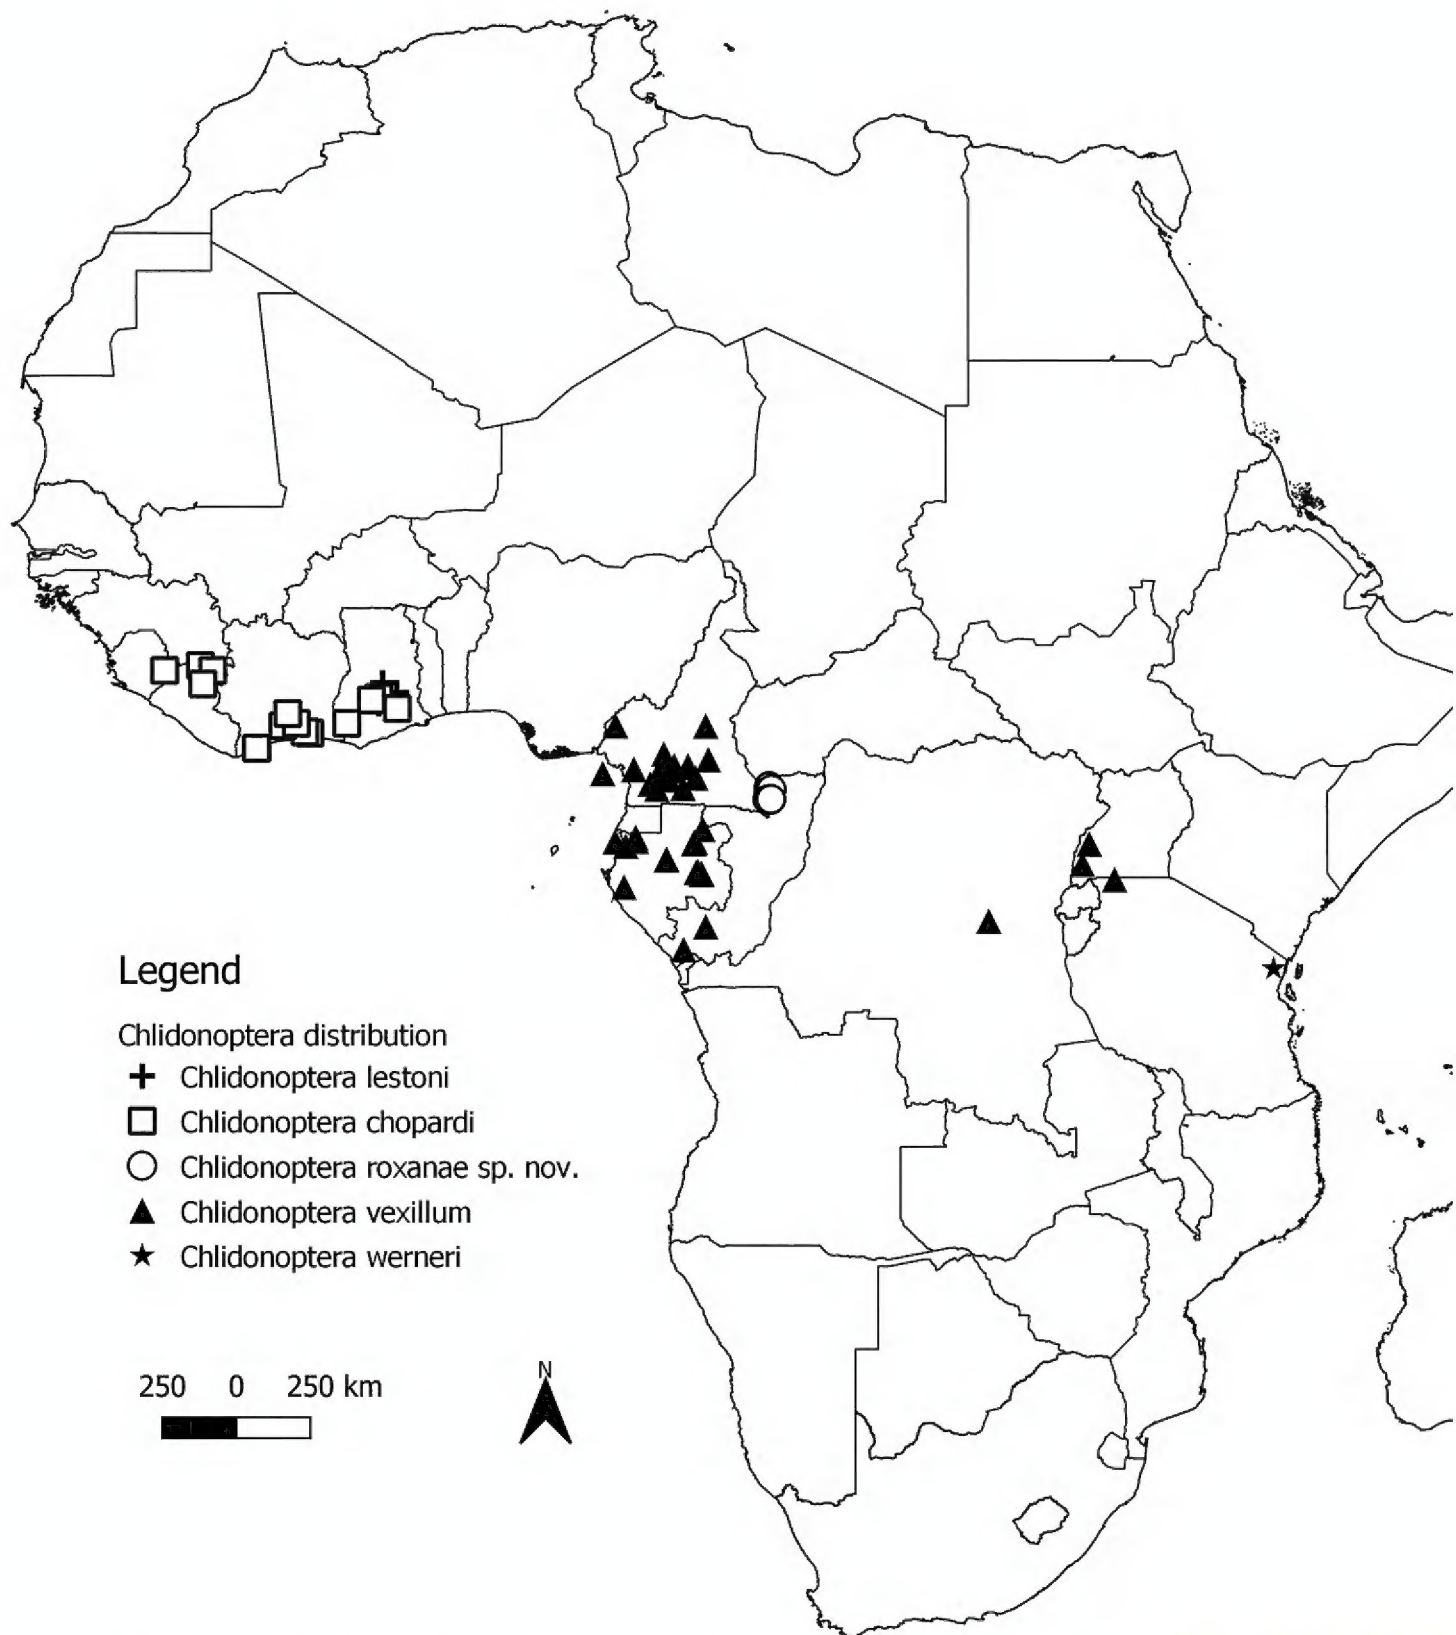 Legend
Chlidonoptera distribution
Chlidonoptera lestoni
Chlidonoptera chopardi
Chlidonoptera roxanae sp. nov.
Chlidonoptera vexillum
Chlidonoptera werneri
250 0 250 km
N